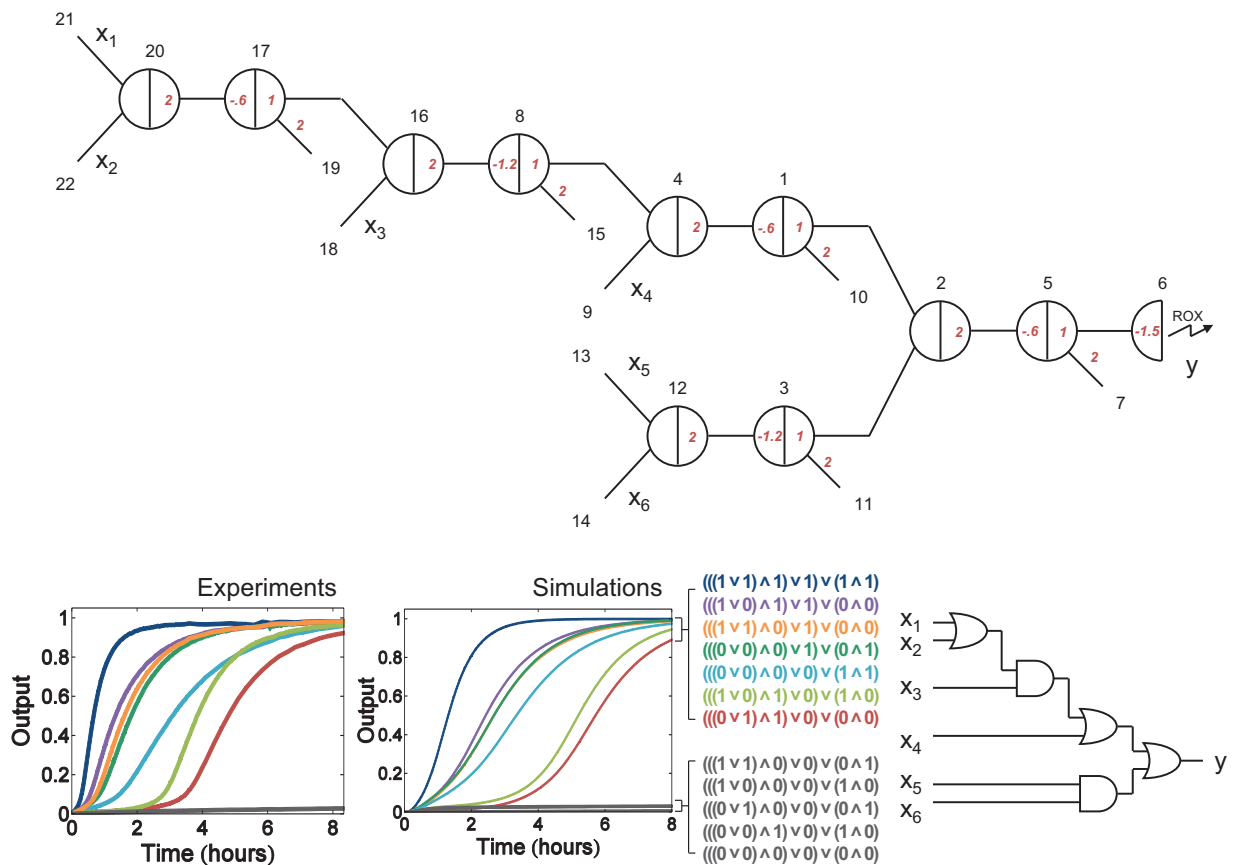 21
x1
20
17
2
-.6
1
2
22
x2
19
16
8
2
-1.2
1
2
18
x3
15
4
1
2
-.6
1
2
9
x4
10
2
5
6
2
-.6
1
2
-1.5
ROX
y
7
13
x5
12
3
2
-1.2
1
2
14
x6
11
Experiments
1
0.8
0.6
0.4
0.2
0
Output
0 2 4 6 8
Time (hours)
Simulations
1
0.8
0.6
0.4
0.2
0
Output
0 2 4 6 8
Time (hours)
(((1 ∨ 1) ∧ 1) ∨ 1) ∨ (1 ∧ 1)
(((1 ∨ 0) ∧ 1) ∨ 1) ∨ (0 ∧ 0)
(((1 ∨ 1) ∧ 0) ∨ 1) ∨ (0 ∧ 0)
(((0 ∨ 0) ∧ 0) ∨ 1) ∨ (0 ∧ 1)
(((0 ∨ 0) ∧ 0) ∨ 0) ∨ (1 ∧ 1)
(((1 ∨ 0) ∧ 1) ∨ 0) ∨ (1 ∧ 0)
(((0 ∨ 1) ∧ 1) ∨ 0) ∨ (0 ∧ 0)
(((1 ∨ 1) ∧ 0) ∨ 0) ∨ (0 ∧ 1)
(((1 ∨ 0) ∧ 0) ∨ 0) ∨ (1 ∧ 0)
(((0 ∨ 1) ∧ 0) ∨ 0) ∨ (0 ∧ 1)
(((0 ∨ 0) ∧ 1) ∨ 0) ∨ (1 ∧ 0)
(((0 ∨ 0) ∧ 0) ∨ 0) ∨ (0 ∧ 0)
x1
x2
x3
x4
x5
x6
y